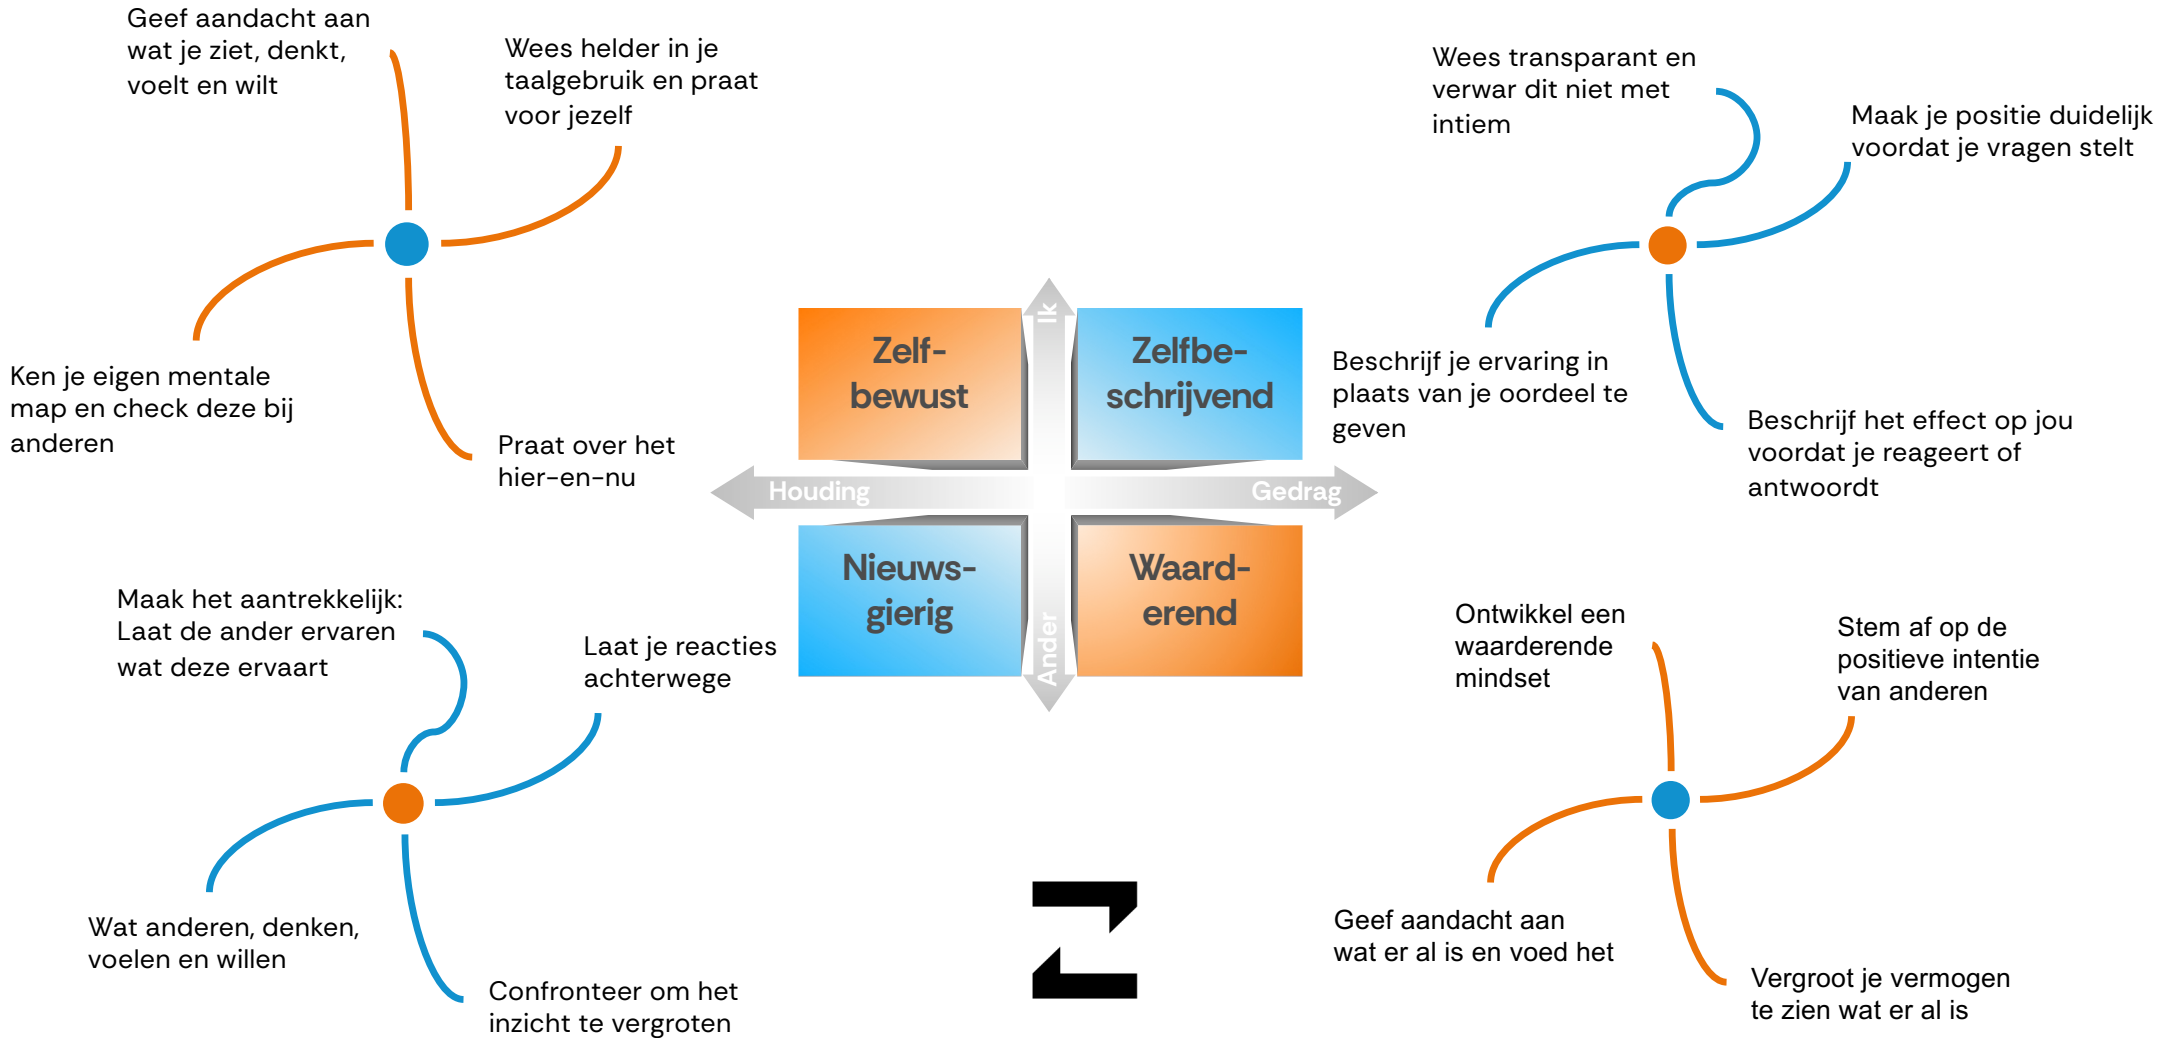 Geef aandacht aan
wat je ziet, denkt,
voelt en wilt
Wees helder in je
taalgebruik en praat
voor jezelf
Ken je eigen mentale
map en check deze bij
anderen
Praat over het
hier-en-nu
Wees transparant en
verwar dit niet met
intiem
Maak je positie duidelijk
voordat je vragen stelt
Beschrijf je ervaring in
plaats van je oordeel te
geven
Beschrijf het effect op jou
voordat je reageert of
antwoordt
Ik
Zelf-
bewust
Zelfbe-
schrijvend
Houding
Gedrag
Nieuws-
gierig
Waard-
erend
Ander
Maak het aantrekkelijk:
Laat de ander ervaren
wat deze ervaart
Laat je reacties
achterwege
Wat anderen, denken,
voelen en willen
Confronteer om het
inzicht te vergroten
Ontwikkel een
waarderende
mindset
Stem af op de
positieve intentie
van anderen
Geef aandacht aan
wat er al is en voed het
Vergroot je vermogen
te zien wat er al is